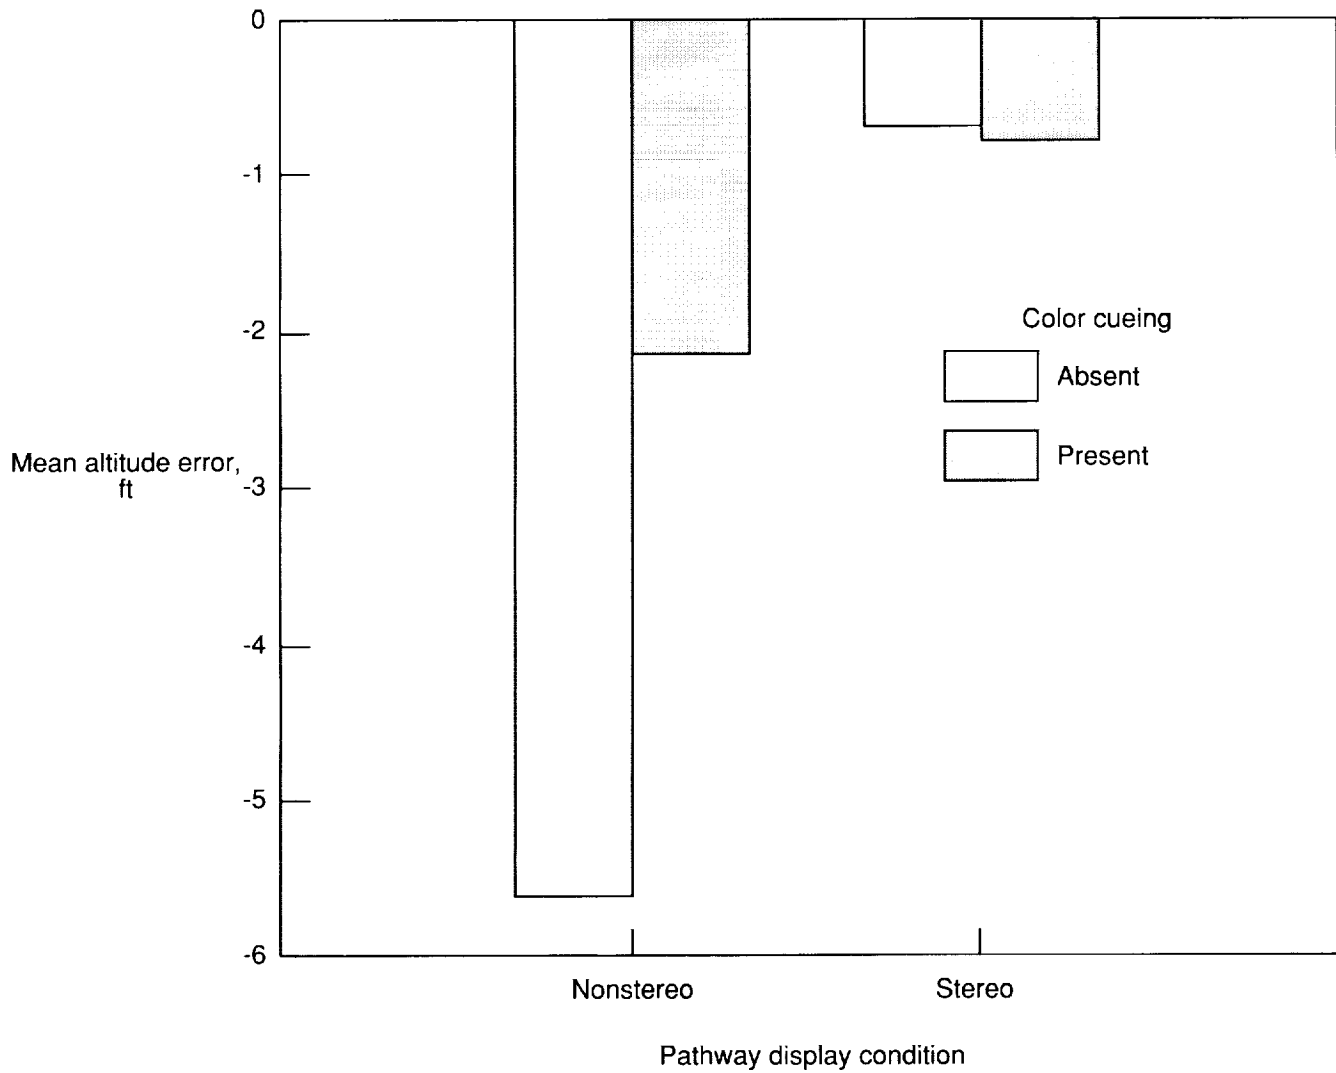 0
-1
-2
-3
-4
-5
-6
Mean altitude error,
ft
Color cueing
Absent
Present
Nonstereo
Stereo
Pathway display condition